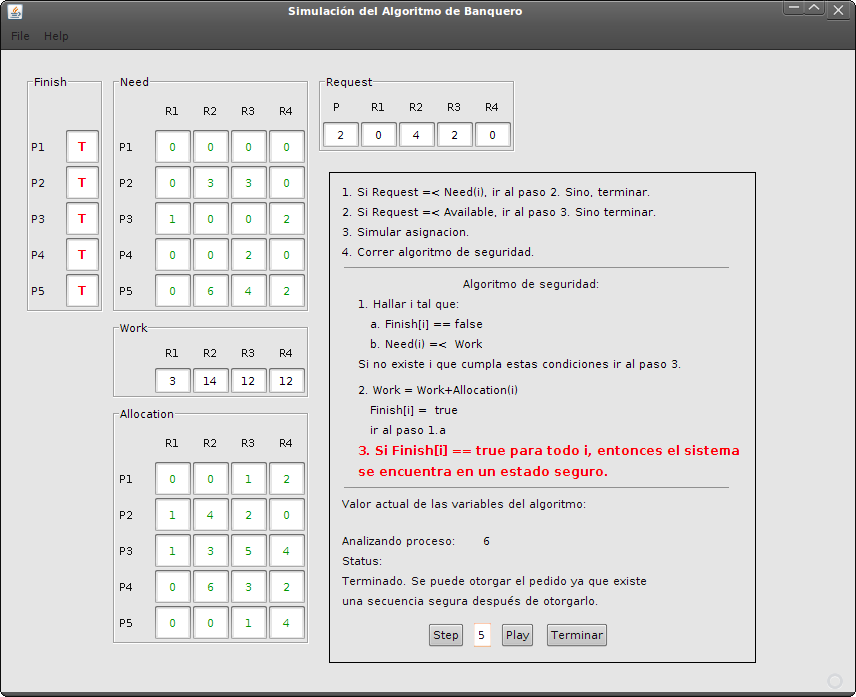 Simulación del Algoritmo de Banquero
File Help
Finish
P1 T
P2 T
P3 T
P4 T
P5 T
Need
R1 R2 R3 R4
P1 0 0 0 0
P2 0 3 3 0
P3 1 0 0 2
P4 0 0 2 0
P5 0 6 4 2
Work
R1 R2 R3 R4
3 14 12 12
Allocation
R1 R2 R3 R4
P1 0 0 1 2
P2 1 4 2 0
P3 1 3 5 4
P4 0 6 3 2
P5 0 0 1 4
Request
P R1 R2 R3 R4
2 0 4 2 0
1. Si Request =< Need(i), ir al paso 2. Sino, terminar.
2. Si Request =< Available, ir al paso 3. Sino terminar.
3. Simular asignacion.
4. Correr algoritmo de seguridad.
Algoritmo de seguridad:
1. Hallar i tal que:
a. Finish[i] == false
b. Need(i) =< Work
Si no existe i que cumpla estas condiciones ir al paso 3.
2. Work = Work+Allocation(i)
Finish[i] = true
ir al paso 1.a
3. Si Finish[i] == true para todo i, entonces el sistema
se encuentra en un estado seguro.
Valor actual de las variables del algoritmo:
Analizando proceso: 6
Status:
Terminado. Se puede otorgar el pedido ya que existe
una secuencia segura después de otorgarlo.
Step 5 Play Terminar